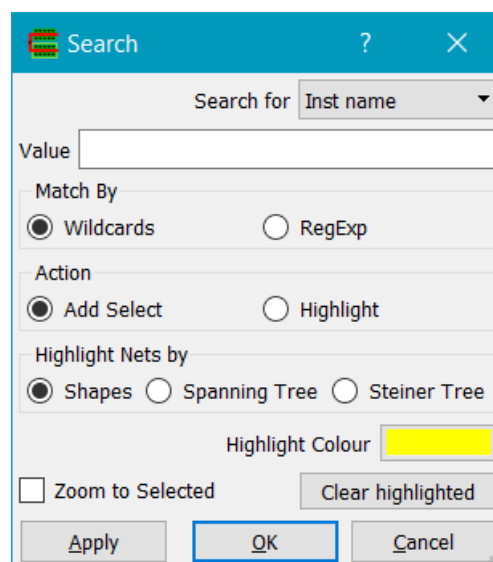 Search ?
Search for Inst name
Value
Match By
Wildcards RegExp
Action
Add Select Highlight
Highlight Nets by
Shapes Spanning Tree Steiner Tree
Highlight Colour
Zoom to Selected Clear highlighted
Apply OK Cancel